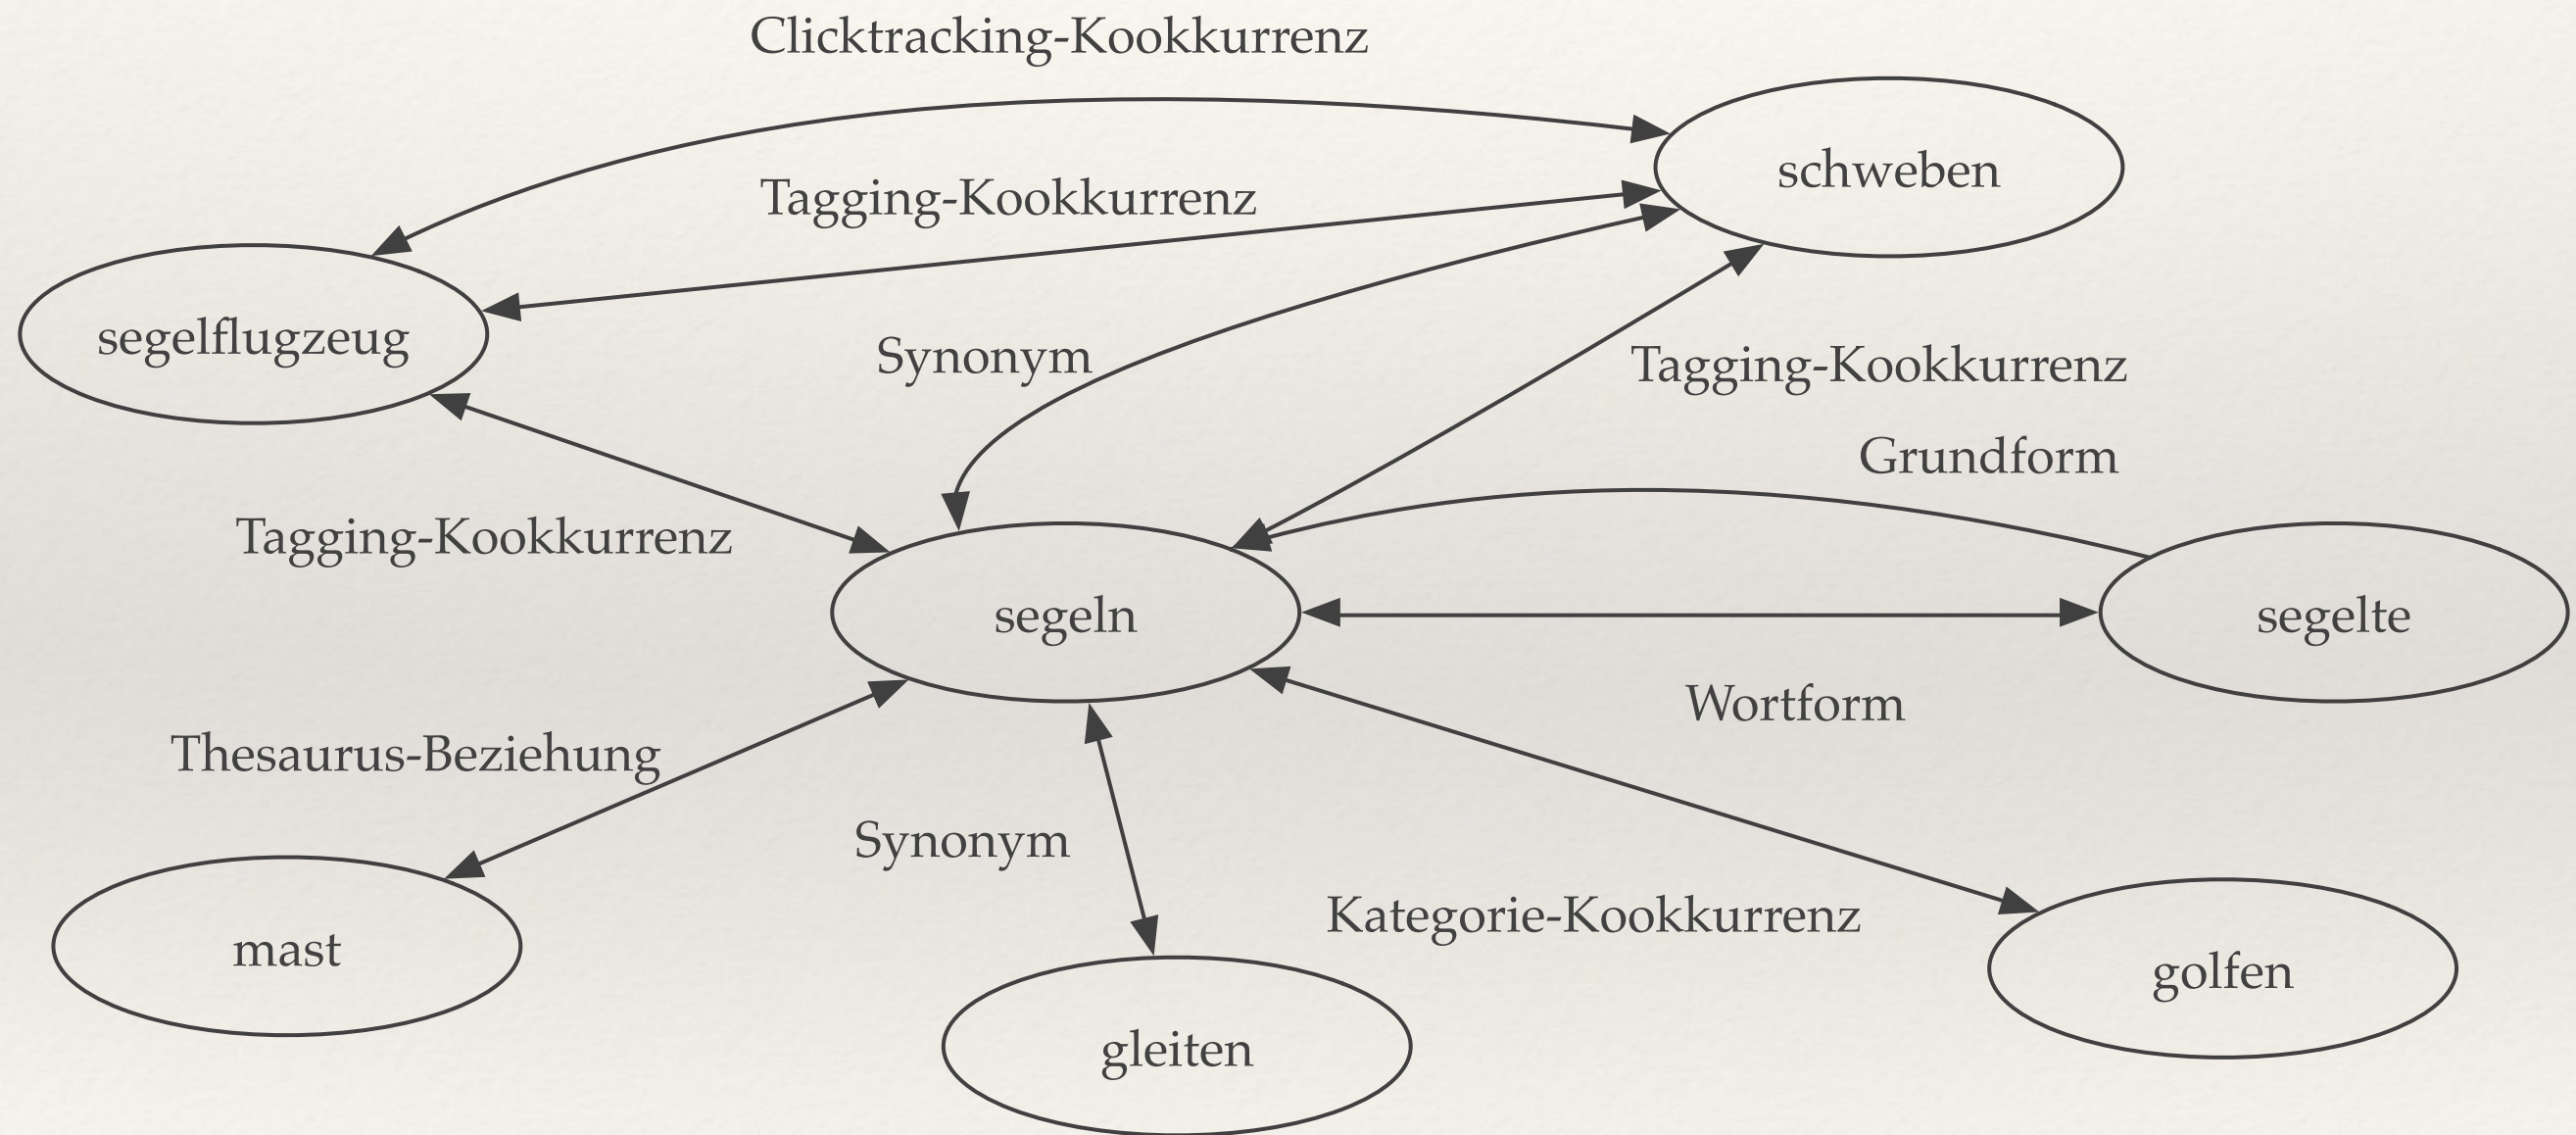 Clicktracking-Kookkurrenz
schweben
Tagging-Kookkurrenz
segelflugzeug
Synonym
Tagging-Kookkurrenz
Grundform
Tagging-Kookkurrenz
segeln
segelte
Wortform
Thesaurus-Beziehung
Synonym
Kategorie-Kookkurrenz
mast
golfen
gleiten